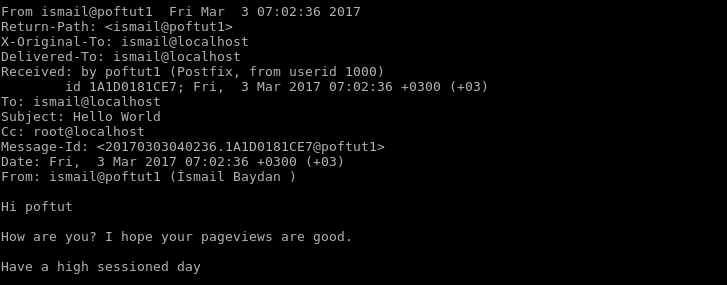 From ismail@poftut1  Fri Mar  3 07:02:36 2017
Return-Path: <ismail@poftut1>
X-Original-To: ismail@localhost
Delivered-To: ismail@localhost
Received: by poftut1 (Postfix, from userid 1000)
        id 1A1D0181CE7; Fri,  3 Mar 2017 07:02:36 +0300 (+03)
To: ismail@localhost
Subject: Hello World
Cc: root@localhost
Message-Id: <20170303040236.1A1D0181CE7@poftut1>
Date: Fri,  3 Mar 2017 07:02:36 +0300 (+03)
From: ismail@poftut1 (İsmail Baydan )

Hi poftut

How are you? I hope your pageviews are good.

Have a high sessioned day